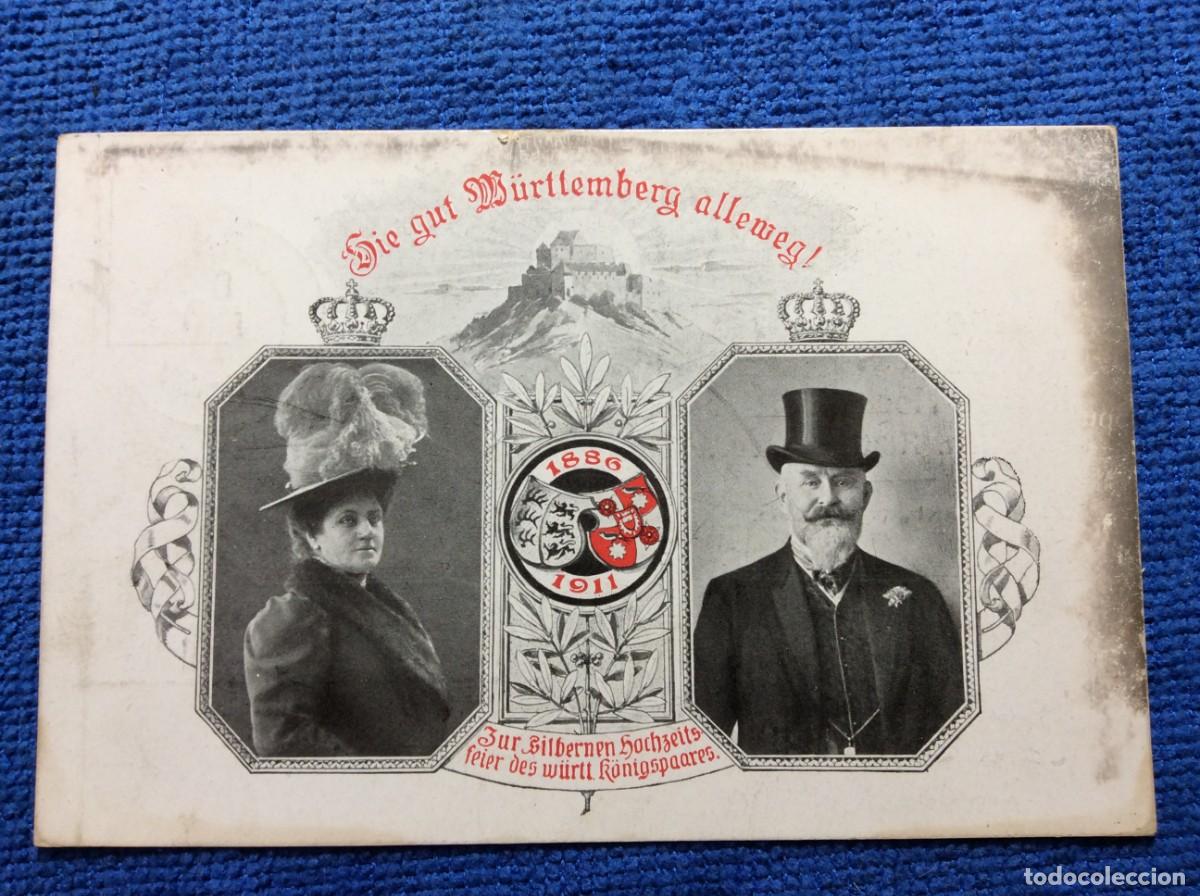 Hie gut Württemberg alleweg!
1886
1911
Zur Silbernen Hochzeits
feier des württ. Königspaares.
todocoleccion